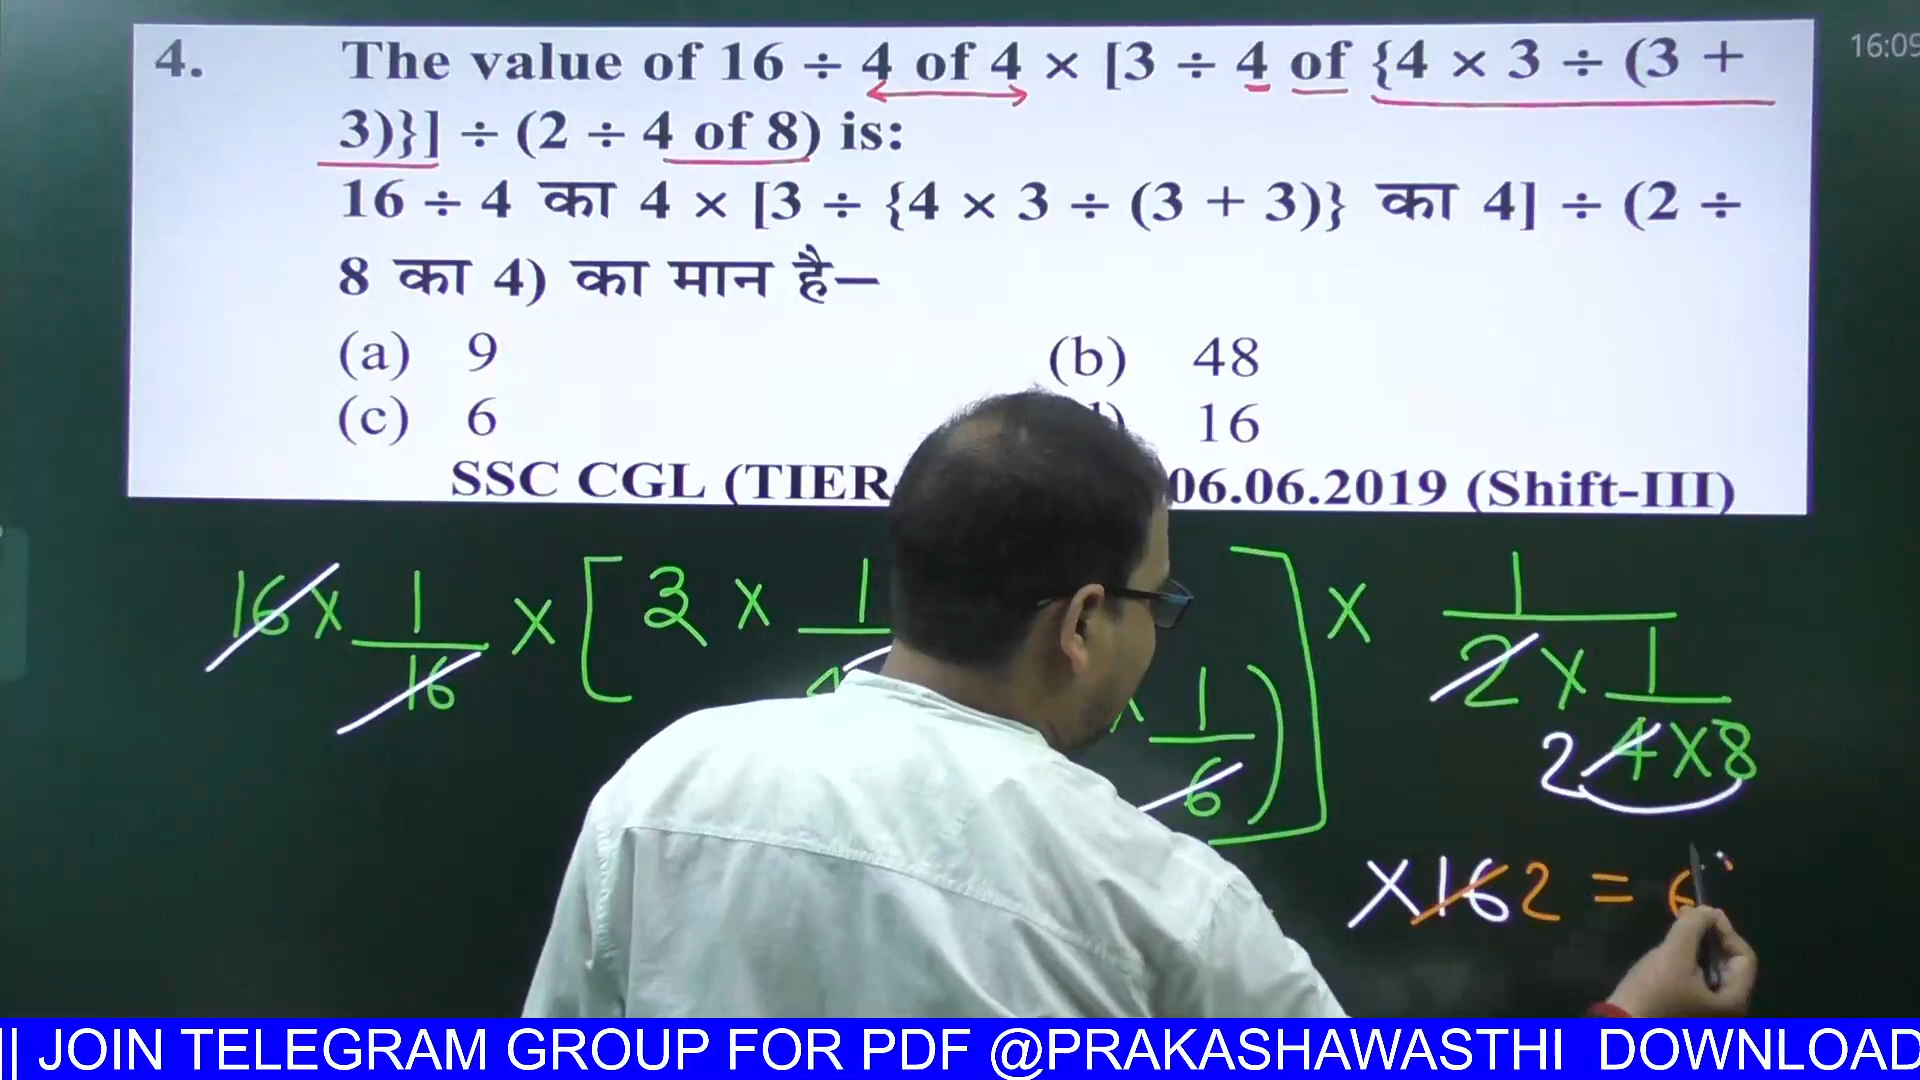 16:09
4. The value of 16 ÷ 4 of 4 × [3 ÷ 4 of {4 × 3 ÷ (3 +
3)}] ÷ (2 ÷ 4 of 8) is:
16 ÷ 4 का 4 × [3 ÷ {4 × 3 ÷ (3 + 3)} का 4] ÷ (2 ÷
8 का 4) का मान है–
(a) 9 (b) 48
(c) 6 16
SSC CGL (TIER 06.06.2019 (Shift-III)
16 × 1/16 × [3 × 1 1/6)] × 1/(2 × 1/(4×8))
2
×16 2 = 6
|| JOIN TELEGRAM GROUP FOR PDF @PRAKASHAWASTHI DOWNLOAD